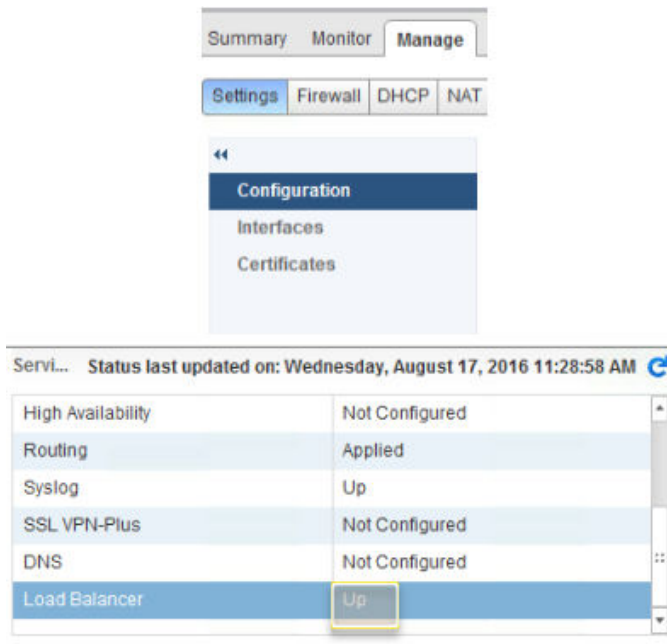 Summary Monitor Manage
Settings Firewall DHCP NAT
Configuration
Interfaces
Certificates
Servi... Status last updated on: Wednesday, August 17, 2016 11:28:58 AM
High Availability Not Configured
Routing Applied
Syslog Up
SSL VPN-Plus Not Configured
DNS Not Configured
Load Balancer Up